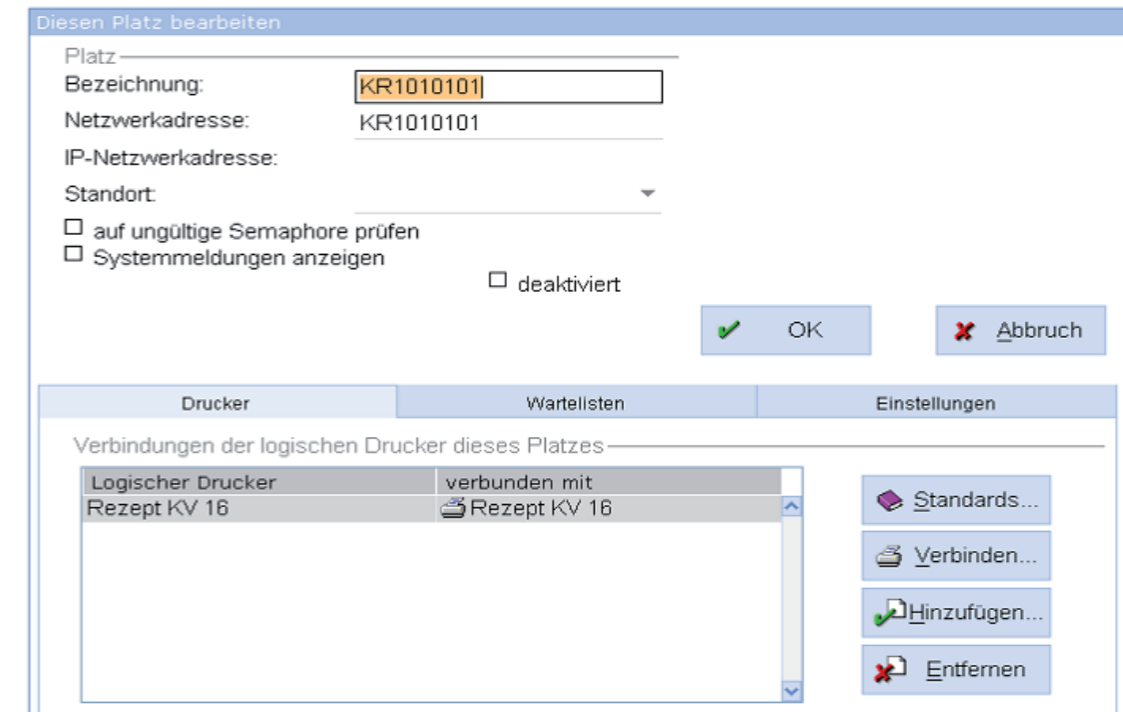 Diesen Platz bearbeiten
Platz
Bezeichnung: KR1010101
Netzwerkadresse: KR1010101
IP-Netzwerkadresse:
Standort:
auf ungültige Semaphore prüfen
Systemmeldungen anzeigen
deaktiviert
OK Abbruch
Drucker Wartelisten Einstellungen
Verbindungen der logischen Drucker dieses Platzes
Logischer Drucker verbunden mit
Rezept KV 16 Rezept KV 16
Standards...
Verbinden...
Hinzufügen...
Entfernen